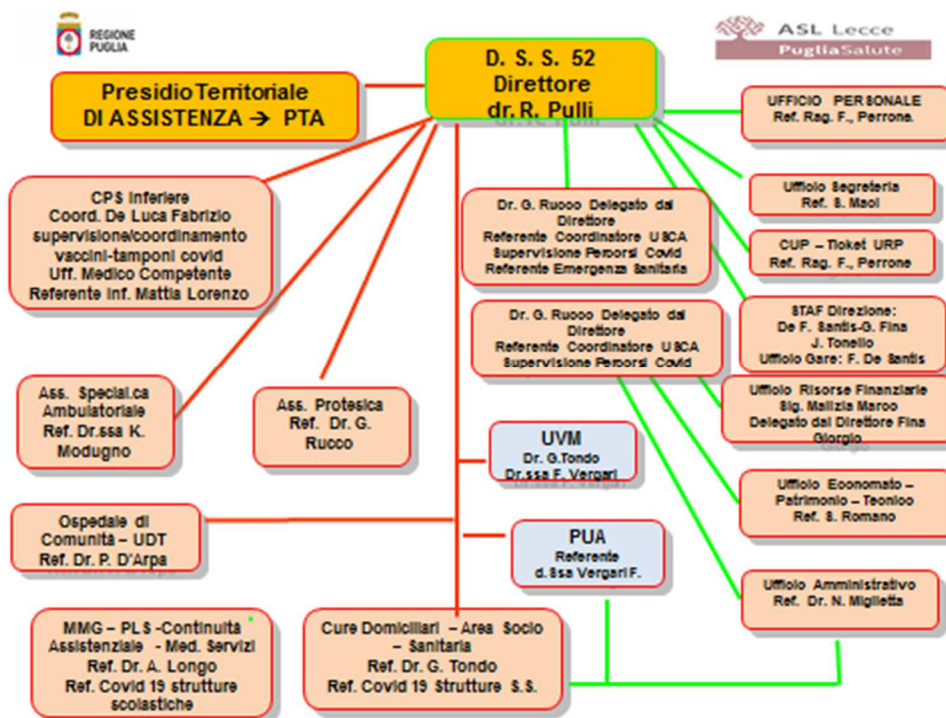 REGIONE
PUGLIA
ASL Lecce
PugliaSalute
D. S. S. 52
Direttore
dr. R. Pulli
Presidio Territoriale
DI ASSISTENZA → PTA
UFFICIO PERSONALE
Ref. Rag. F., Perrone.
CPS Inferiere
Coord. De Luca Fabrizio
supervisione/coordinamento
vaccini-tamponi covid
Uff. Medico Competente
Referente Inf. Mattia Lorenzo
Dr. G. Rucco Delegato dal
Direttore
Referente Coordinatore USCA
Supervisione Percorsi Covid
Referente Emergenza Sanitaria
Ufficio Segreteria
Ref. S. Maci
CUP – Ticket URP
Ref. Rag. F., Perrone
Dr. G. Rucco Delegato dal
Direttore
Referente Coordinatore USCA
Supervisione Percorsi Covid
STAF Direzione:
De F. Santis-G. Fina
J. Tonello
Ufficio Gare: F. De Santis
Ass. Special.ca
Ambulatoriale
Ref. Dr.ssa K.
Modugno
Ass. Protesica
Ref. Dr. G.
Rucco
Ufficio Risorse Finanziarie
Sig. Malizia Marco
Delegato dal Direttore Fina
Giorgio
UVM
Dr. G.Tondo
Dr.ssa F. Vergari
Ufficio Economato –
Patrimonio – Tecnico
Ref. S. Romano
Ospedale di
Comunità – UDT
Ref. Dr. P. D'Arpa
PUA
Referente
d. Ssa Vergari F.
Ufficio Amministrativo
Ref. Dr. N. Miglietta
MMG – PLS -Continuità
Assistenziale - Med. Servizi
Ref. Dr. A. Longo
Ref. Covid 19 strutture
scolastiche
Cure Domiciliari – Area Socio
– Sanitaria
Ref. Dr. G. Tondo
Ref. Covid 19 Strutture S.S.